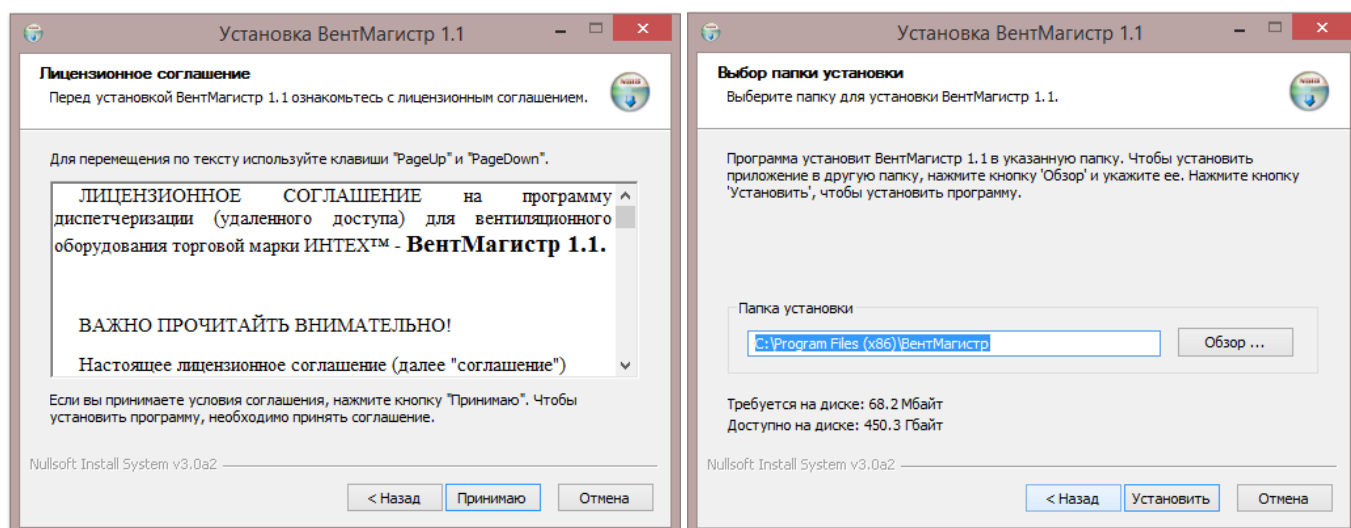 Установка ВентМагистр 1.1
Лицензионное соглашение
Перед установкой ВентМагистр 1.1 ознакомьтесь с лицензионным соглашением.
Для перемещения по тексту используйте клавиши "PageUp" и "PageDown".
ЛИЦЕНЗИОННОЕ СОГЛАШЕНИЕ на программу
диспетчеризации (удаленного доступа) для вентиляционного
оборудования торговой марки ИНТЕХ™ - ВентМагистр 1.1.
ВАЖНО ПРОЧИТАЙТЬ ВНИМАТЕЛЬНО!
Настоящее лицензионное соглашение (далее "соглашение")
Если вы принимаете условия соглашения, нажмите кнопку "Принимаю". Чтобы
установить программу, необходимо принять соглашение.
Nullsoft Install System v3.0a2
< Назад Принимаю Отмена
Установка ВентМагистр 1.1
Выбор папки установки
Выберите папку для установки ВентМагистр 1.1.
Программа установит ВентМагистр 1.1 в указанную папку. Чтобы установить
приложение в другую папку, нажмите кнопку 'Обзор' и укажите ее. Нажмите кнопку
'Установить', чтобы установить программу.
Папка установки
C:\Program Files (x86)\ВентМагистр
Обзор ...
Требуется на диске: 68.2 Мбайт
Доступно на диске: 450.3 Гбайт
Nullsoft Install System v3.0a2
< Назад Установить Отмена